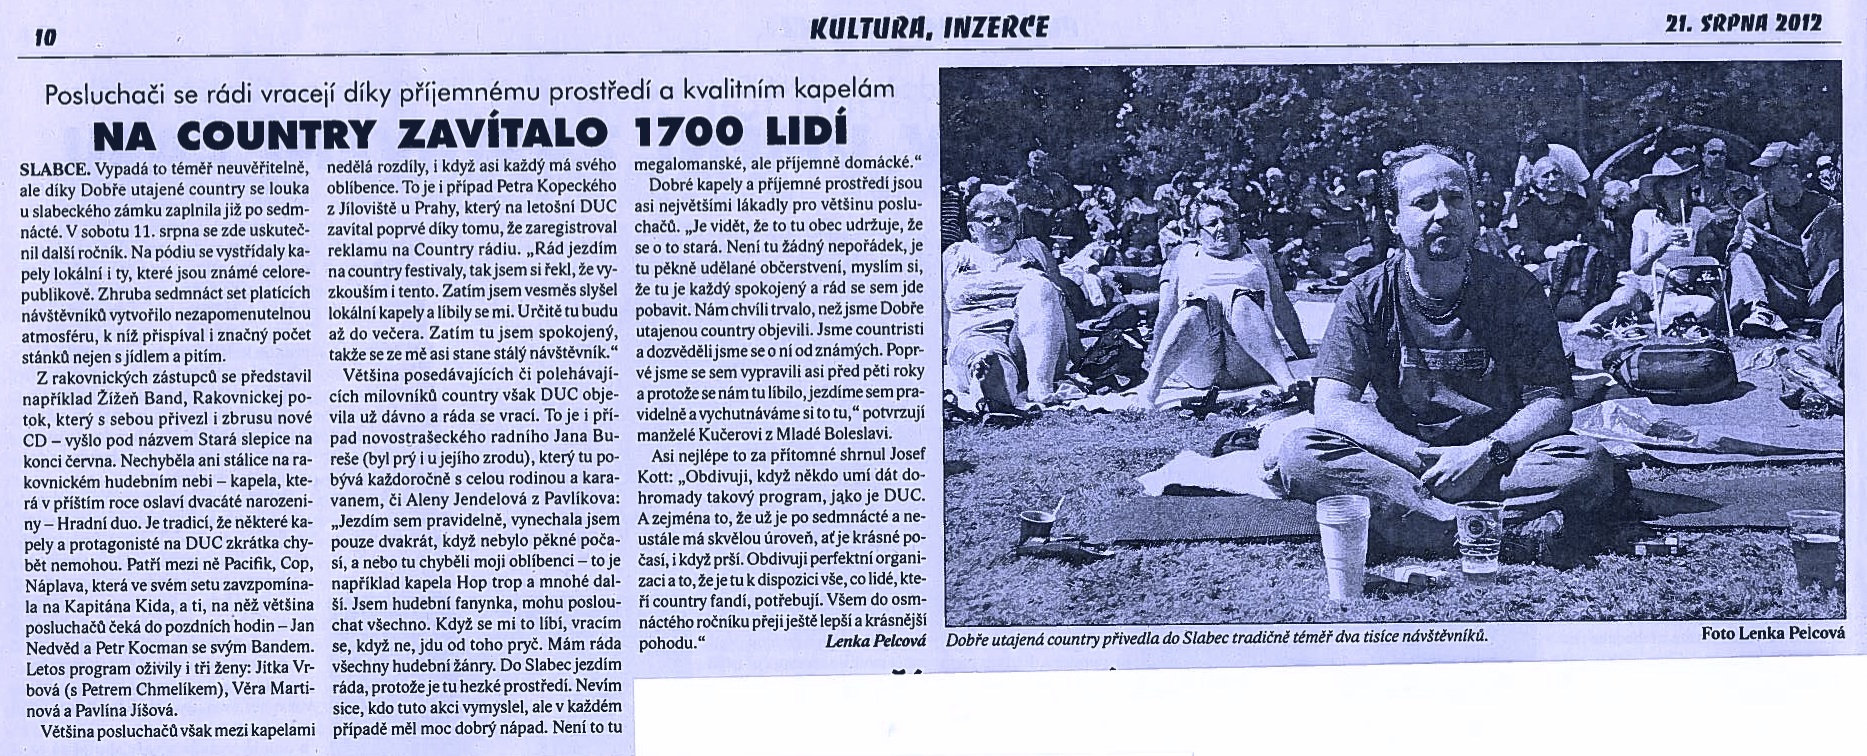 10
KULTURA, INZERCE
21. SRPNA 2012
Posluchači se rádi vracejí díky příjemnému prostředí a kvalitním kapelám
NA COUNTRY ZAVÍTALO 1700 LIDÍ
SLABCE. Vypadá to téměř neuvěřitelně,
ale díky Dobře utajené country se louka
u slabeckého zámku zaplnila již po sedm-
nácté. V sobotu 11. srpna se zde uskuteč-
nil další ročník. Na pódiu se vystřídaly ka-
pely lokální i ty, které jsou známé celore-
publikově. Zhruba sedmnáct set platících
návštěvníků vytvořilo nezapomenutelnou
atmosféru, k níž přispíval i značný počet
stánků nejen s jídlem a pitím.
Z rakovnických zástupců se představil
například Žížeň Band, Rakovnickej po-
tok, který s sebou přivezl i zbrusu nové
CD – vyšlo pod názvem Stará slepice na
konci června. Nechyběla ani stálice na ra-
kovnickém hudebním nebi – kapela, kte-
rá v příštím roce oslaví dvacáté narozeni-
ny – Hradní duo. Je tradicí, že některé ka-
pely a protagonisté na DUC zkrátka chy-
bět nemohou. Patří mezi ně Pacifik, Cop,
Náplava, která ve svém setu zavzpomína-
la na Kapitána Kida, a ti, na něž většina
posluchačů čeká do pozdních hodin – Jan
Nedvěd a Petr Kocman se svým Bandem.
Letos program oživily i tři ženy: Jitka Vr-
bová (s Petrem Chmelíkem), Věra Marti-
nová a Pavlína Jíšová.
Většina posluchačů však mezi kapelami
nedělá rozdíly, i když asi každý má svého
oblíbence. To je i případ Petra Kopeckého
z Jíloviště u Prahy, který na letošní DUC
zavítal poprvé díky tomu, že zaregistroval
reklamu na Country rádiu. „Rád jezdím
na country festivaly, tak jsem si řekl, že vy-
zkouším i tento. Zatím jsem vesměs slyšel
lokální kapely a líbily se mi. Určitě tu budu
až do večera. Zatím tu jsem spokojený,
takže se ze mě asi stane stálý návštěvník.“
Většina posedávajících či polehávají-
cích milovníků country však DUC obje-
vila už dávno a ráda se vrací. To je i pří-
pad novostrašeckého radního Jana Bu-
reše (byl prý i u jejího zrodu), který tu po-
bývá každoročně s celou rodinou a kara-
vanem, či Aleny Jendelová z Pavlíkova:
„Jezdím sem pravidelně, vynechala jsem
pouze dvakrát, když nebylo pěkné poča-
sí, a nebo tu chyběli moji oblíbenci – to je
například kapela Hop trop a mnohé dal-
ší. Jsem hudební fanynka, mohu poslou-
chat všechno. Když se mi to líbí, vracím
se, když ne, jdu od toho pryč. Mám ráda
všechny hudební žánry. Do Slabec jezdím
ráda, protože je tu hezké prostředí. Nevím
sice, kdo tuto akci vymyslel, ale v každém
případě měl moc dobrý nápad. Není to tu
megalomanské, ale příjemně domácké.“
Dobré kapely a příjemné prostředí jsou
asi největšími lákadly pro většinu poslu-
chačů. „Je vidět, že to tu obec udržuje, že
se o to stará. Není tu žádný nepořádek, je
tu pěkně udělané občerstvení, myslím si,
že tu je každý spokojený a rád se sem jde
pobavit. Nám chvíli trvalo, než jsme Dobře
utajenou country objevili. Jsme countristi
a dozvěděli jsme se o ní od známých. Popr-
vé jsme se sem vypravili asi před pěti roky
a protože se nám tu líbilo, jezdíme sem pra-
videlně a vychutnáváme si to tu,“ potvrzují
manželé Kučerovi z Mladé Boleslavi.
Asi nejlépe to za přítomné shrnul Josef
Kott: „Obdivuji, když někdo umí dát do-
hromady takový program, jako je DUC.
A zejména to, že už je po sedmnácté a ne-
ustále má skvělou úroveň, ať je krásné po-
časí, i když prší. Obdivuji perfektní organi-
zaci a to, že je tu k dispozici vše, co lidé, kte-
ří country fandí, potřebují. Všem do osm-
náctého ročníku přeji ještě lepší a krásnější
pohodu.“ Lenka Pelcová
Dobře utajená country přivedla do Slabec tradičně téměř dva tisíce návštěvníků.
Foto Lenka Pelcová